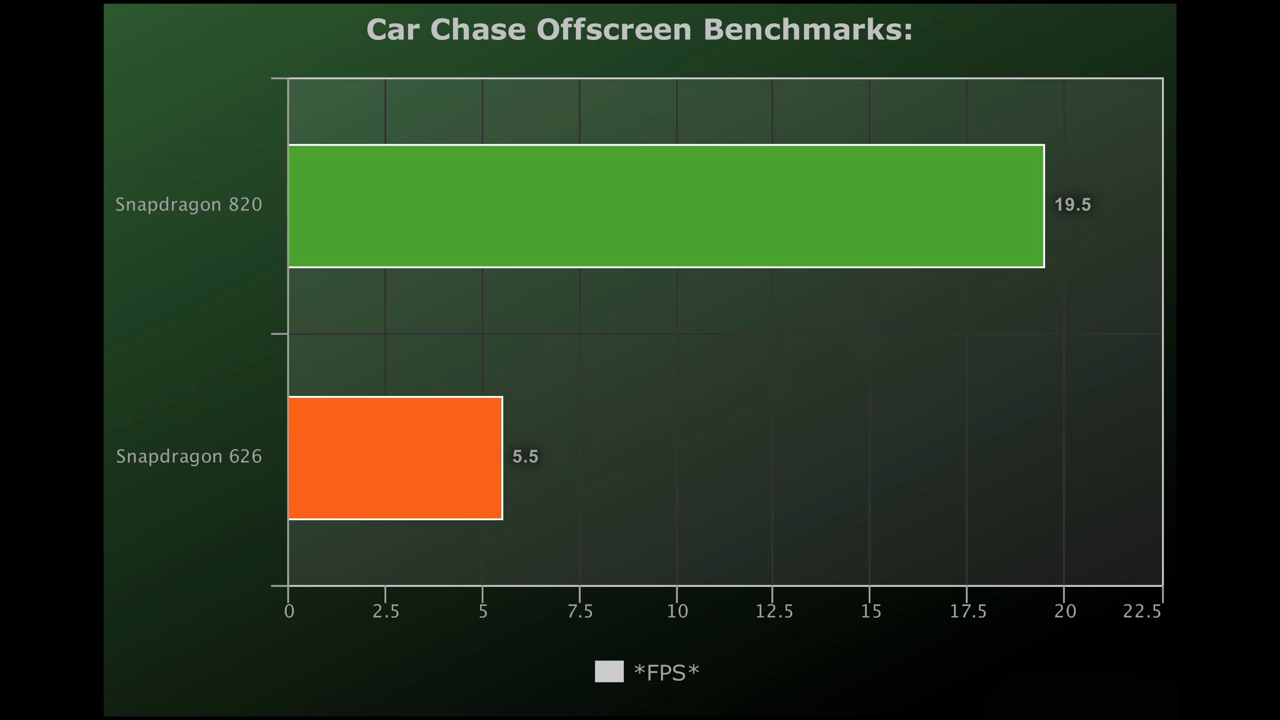 Car Chase Offscreen Benchmarks:
Snapdragon 820
19.5
Snapdragon 626
5.5
0 2.5 5 7.5 10 12.5 15 17.5 20 22.5
*FPS*